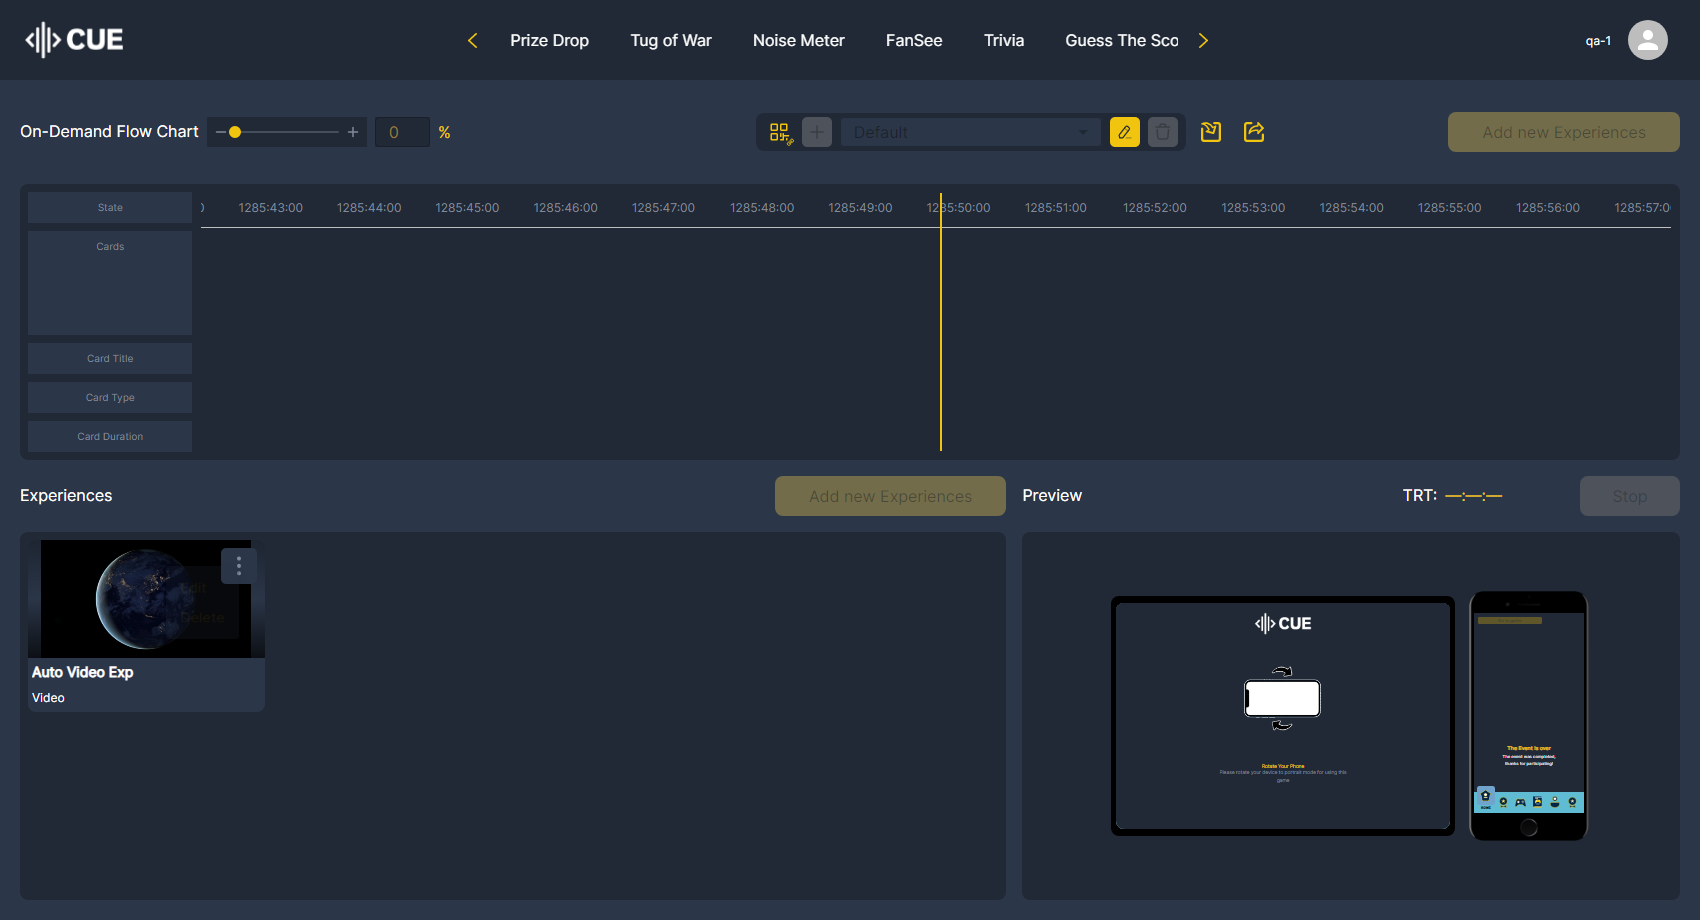 CUE
Prize Drop
Tug of War
Noise Meter
FanSee
Trivia
Guess The Sco
qa-1
On-Demand Flow Chart
0 %
Default
Add new Experiences
State
1285:43:00 1285:44:00 1285:45:00 1285:46:00 1285:47:00 1285:48:00 1285:49:00 1285:50:00 1285:51:00 1285:52:00 1285:53:00 1285:54:00 1285:55:00 1285:56:00 1285:57:0
Cards
Card Title
Card Type
Card Duration
Experiences
Add new Experiences
Edit
Delete
Auto Video Exp
Video
Preview
TRT: —:—:—
Stop
CUE
Rotate Your Phone
Please rotate your device to portrait mode for using this
game
The Event is over
The event was completed,
thanks for participating!
HOME